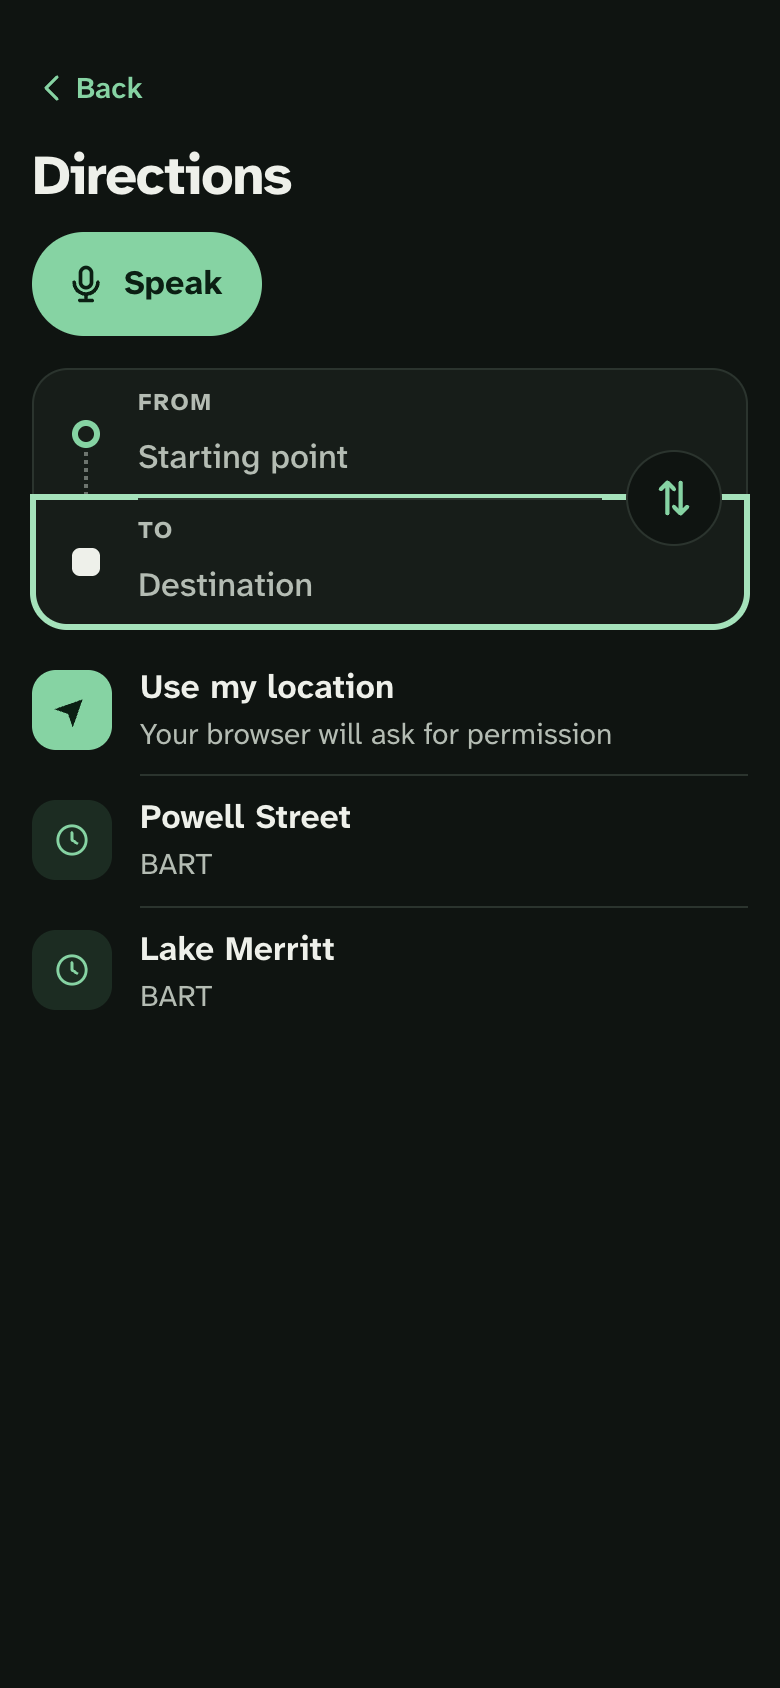 Back
Directions
Speak
FROM
Starting point
TO
Destination
Use my location
Your browser will ask for permission
Powell Street
BART
Lake Merritt
BART